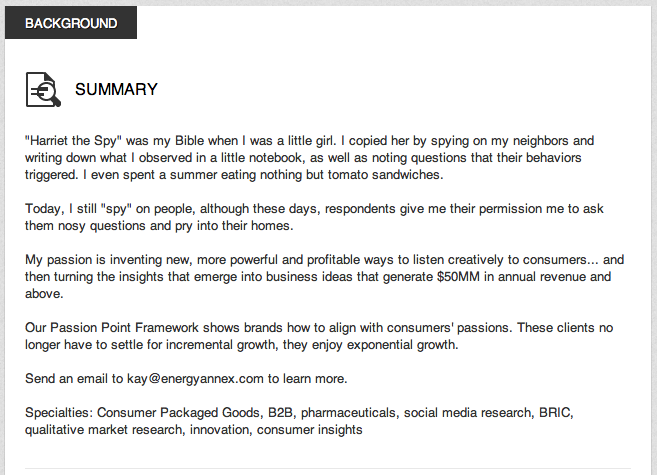 BACKGROUND
SUMMARY
"Harriet the Spy" was my Bible when I was a little girl. I copied her by spying on my neighbors and
writing down what I observed in a little notebook, as well as noting questions that their behaviors
triggered. I even spent a summer eating nothing but tomato sandwiches.
Today, I still "spy" on people, although these days, respondents give me their permission me to ask
them nosy questions and pry into their homes.
My passion is inventing new, more powerful and profitable ways to listen creatively to consumers... and
then turning the insights that emerge into business ideas that generate $50MM in annual revenue and
above.
Our Passion Point Framework shows brands how to align with consumers' passions. These clients no
longer have to settle for incremental growth, they enjoy exponential growth.
Send an email to kay@energyannex.com to learn more.
Specialties: Consumer Packaged Goods, B2B, pharmaceuticals, social media research, BRIC,
qualitative market research, innovation, consumer insights